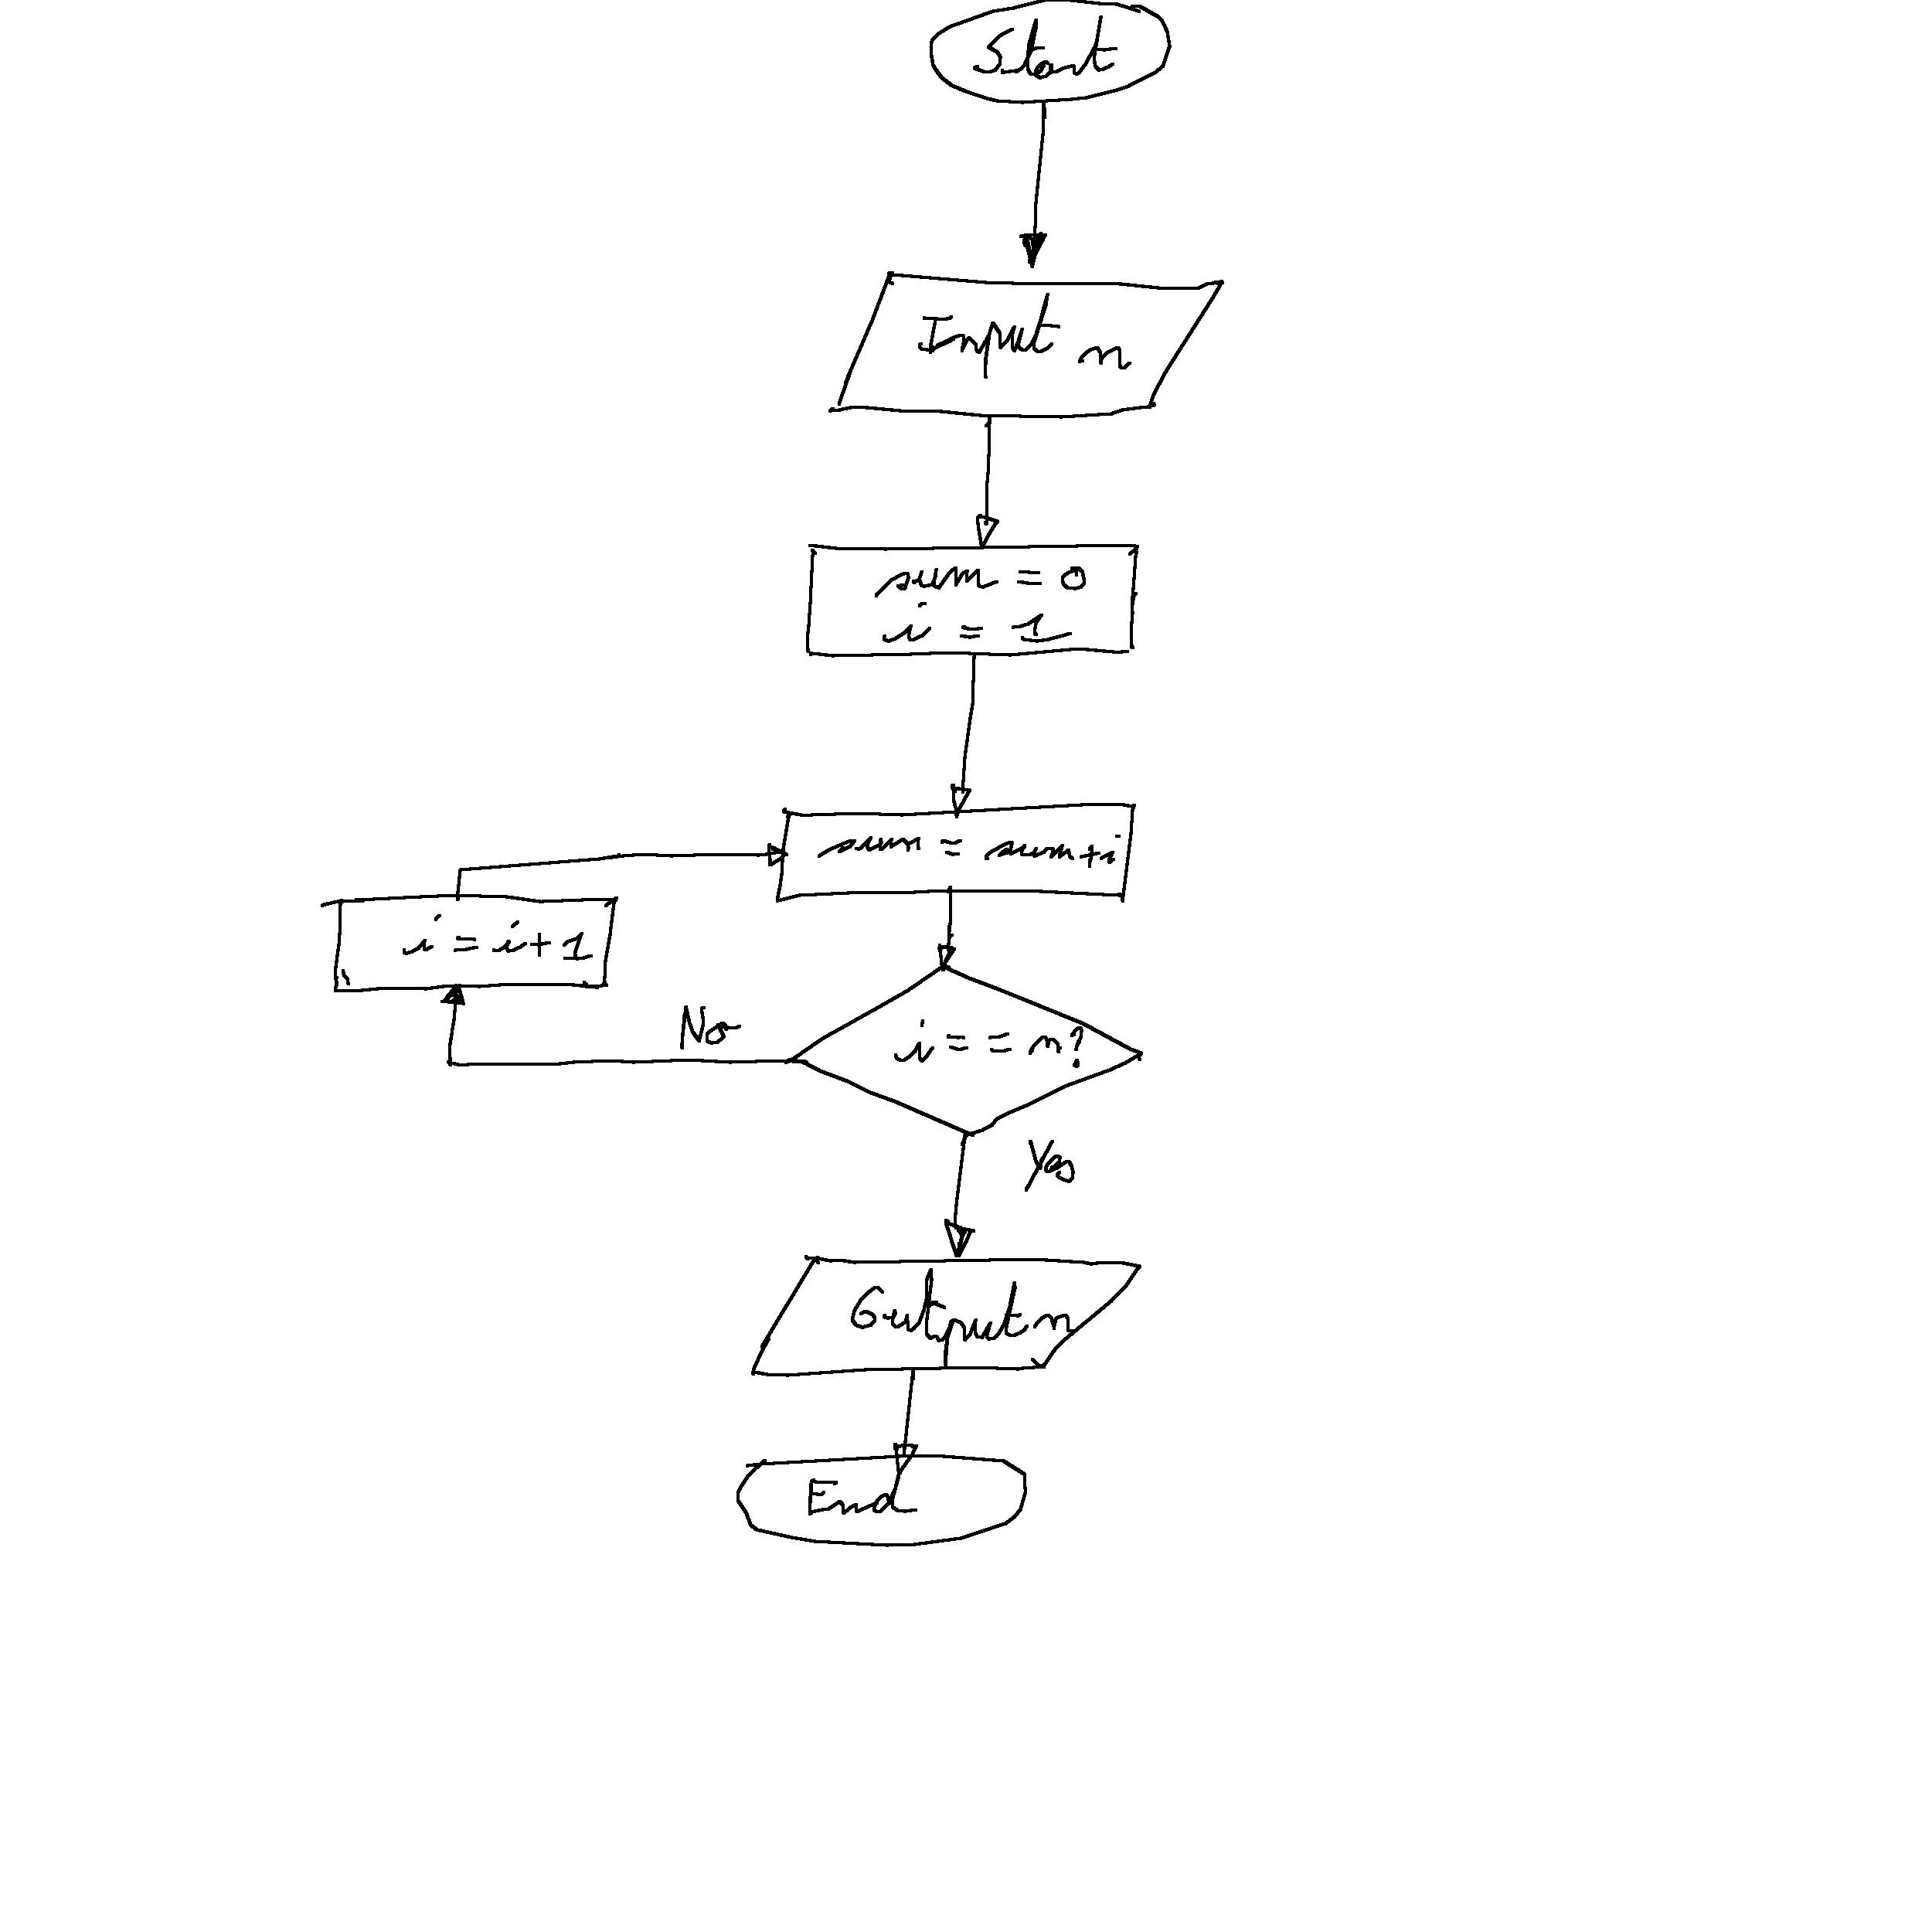 Start
Input n
sum = 0
i = 1
sum = sum+i
i = i+1
No
i = = n?
Yes
Output n
End